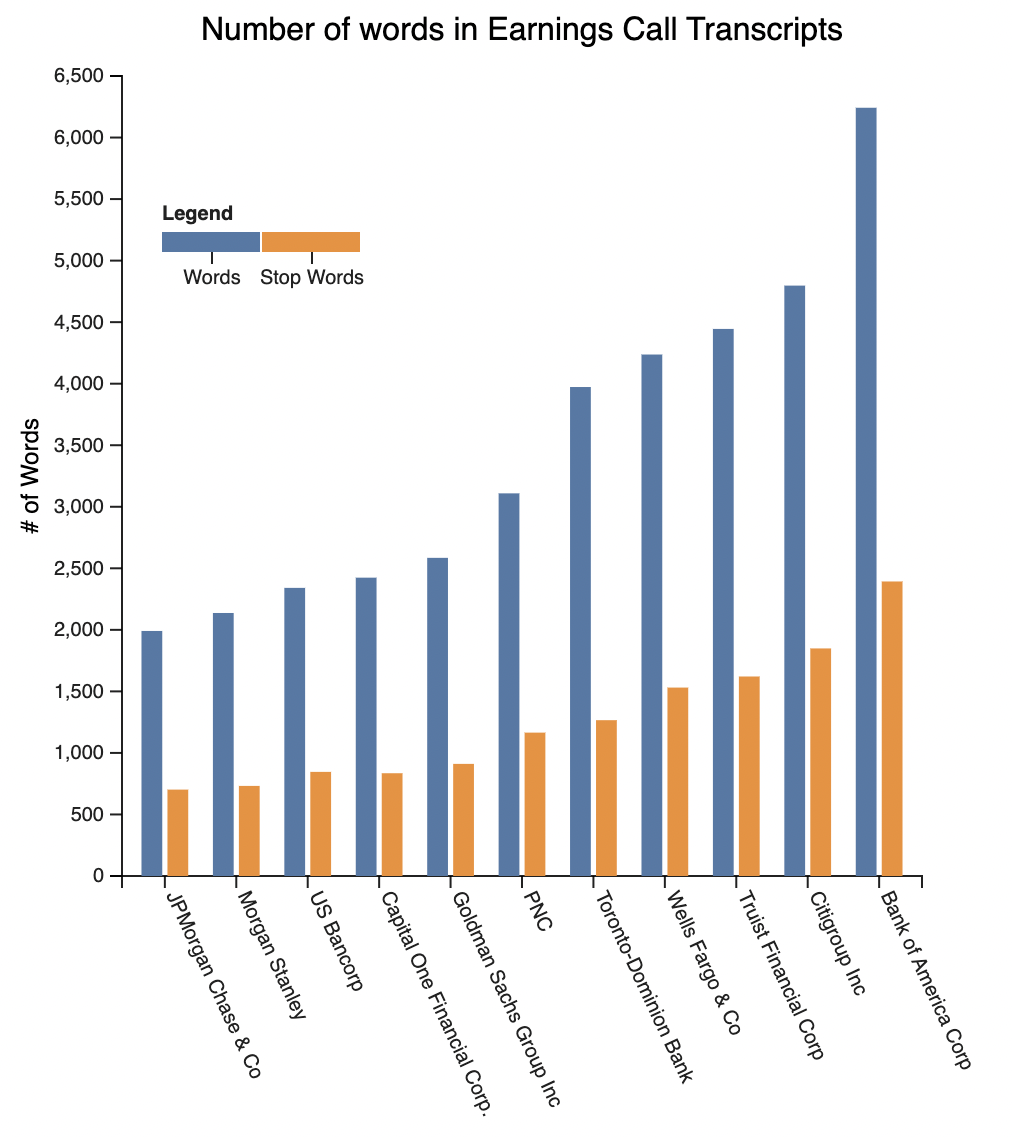 Number of words in Earnings Call Transcripts
6,500
6,000
5,500
5,000
4,500
4,000
3,500
3,000
2,500
2,000
1,500
1,000
500
0
# of Words
Legend
Words
Stop Words
JPMorgan Chase & Co
Morgan Stanley
US Bancorp
Capital One Financial Corp.
Goldman Sachs Group Inc
PNC
Toronto-Dominion Bank
Wells Fargo & Co
Truist Financial Corp
Citigroup Inc
Bank of America Corp